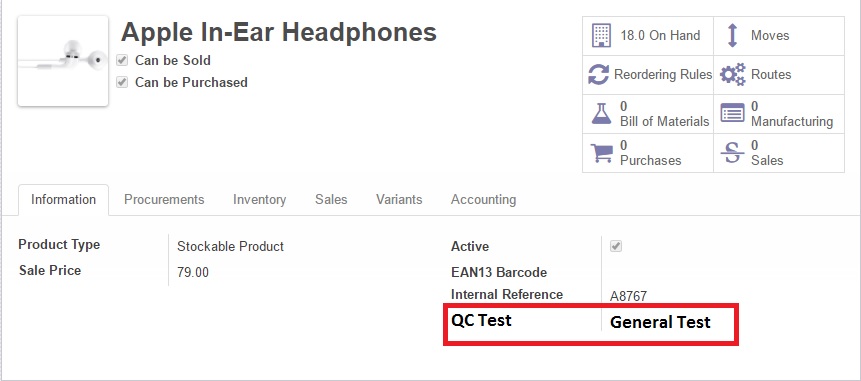 Apple In-Ear Headphones
Can be Sold
Can be Purchased
18.0 On Hand
Moves
Reordering Rules
Routes
0
Bill of Materials
0
Manufacturing
0
Purchases
0
Sales
Information Procurements Inventory Sales Variants Accounting
Product Type Stockable Product
Sale Price 79.00
Active
EAN13 Barcode
Internal Reference A8767
QC Test General Test